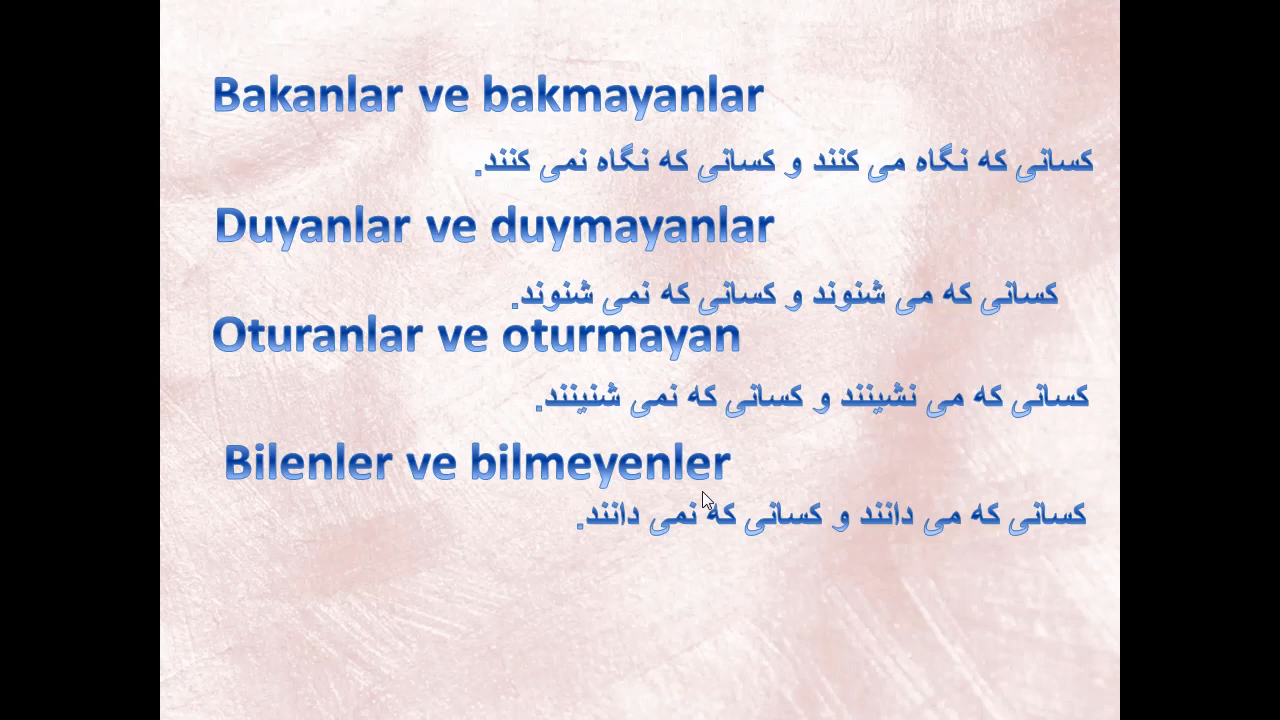 Bakanlar ve bakmayanlar
کسانی که نگاه می کنند و کسانی که نگاه نمی کنند.
Duyanlar ve duymayanlar
کسانی که می شنوند و کسانی که نمی شنوند.
Oturanlar ve oturmayan
کسانی که می نشینند و کسانی که نمی شنینند.
Bilenler ve bilmeyenler
کسانی که می دانند و کسانی که نمی دانند.